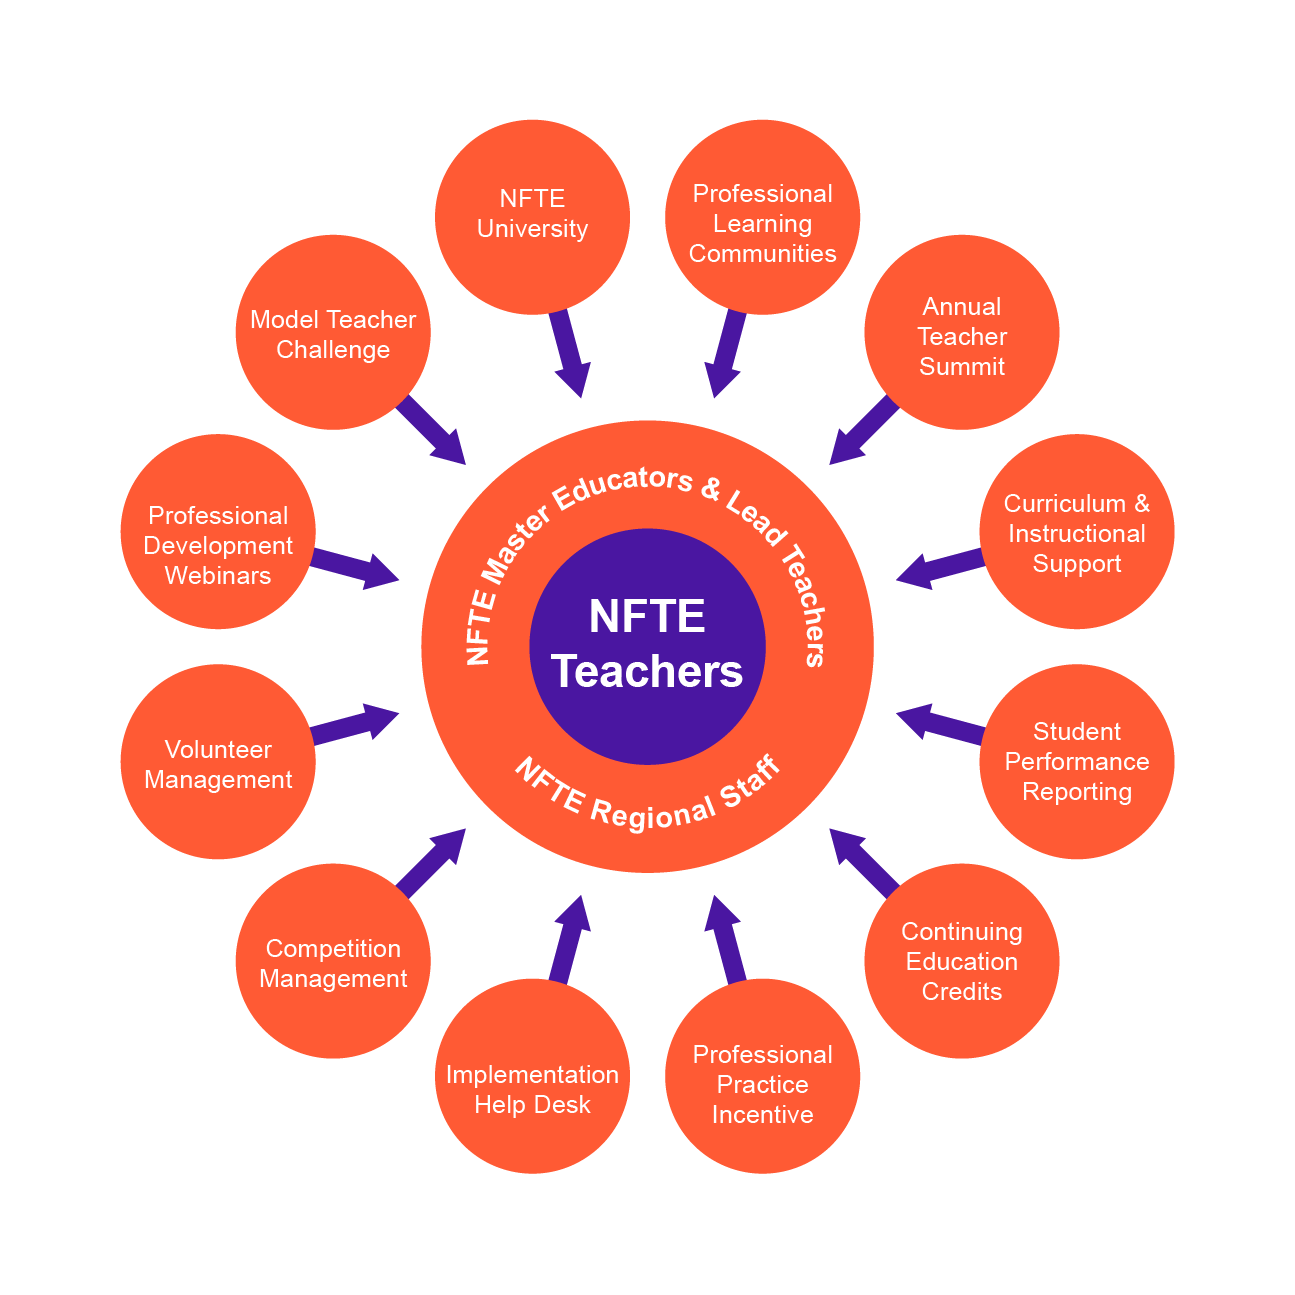 NFTE
University
Professional
Learning
Communities
Annual
Teacher
Summit
Curriculum &
Instructional
Support
Student
Performance
Reporting
Continuing
Education
Credits
Professional
Practice
Incentive
Implementation
Help Desk
Competition
Management
Volunteer
Management
Professional
Development
Webinars
Model Teacher
Challenge
NFTE Master Educators & Lead Teachers
NFTE
Teachers
NFTE Regional Staff